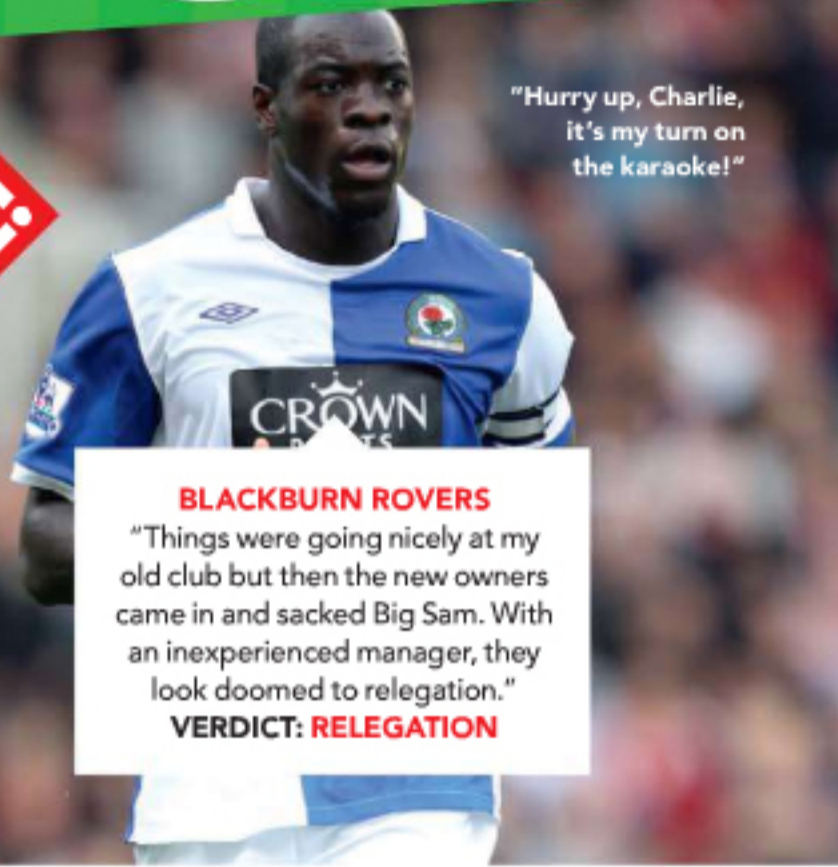 "Hurry up, Charlie,
it's my turn on
the karaoke!"
CROWN
BLACKBURN ROVERS
"Things were going nicely at my
old club but then the new owners
came in and sacked Big Sam. With
an inexperienced manager, they
look doomed to relegation."
VERDICT: RELEGATION